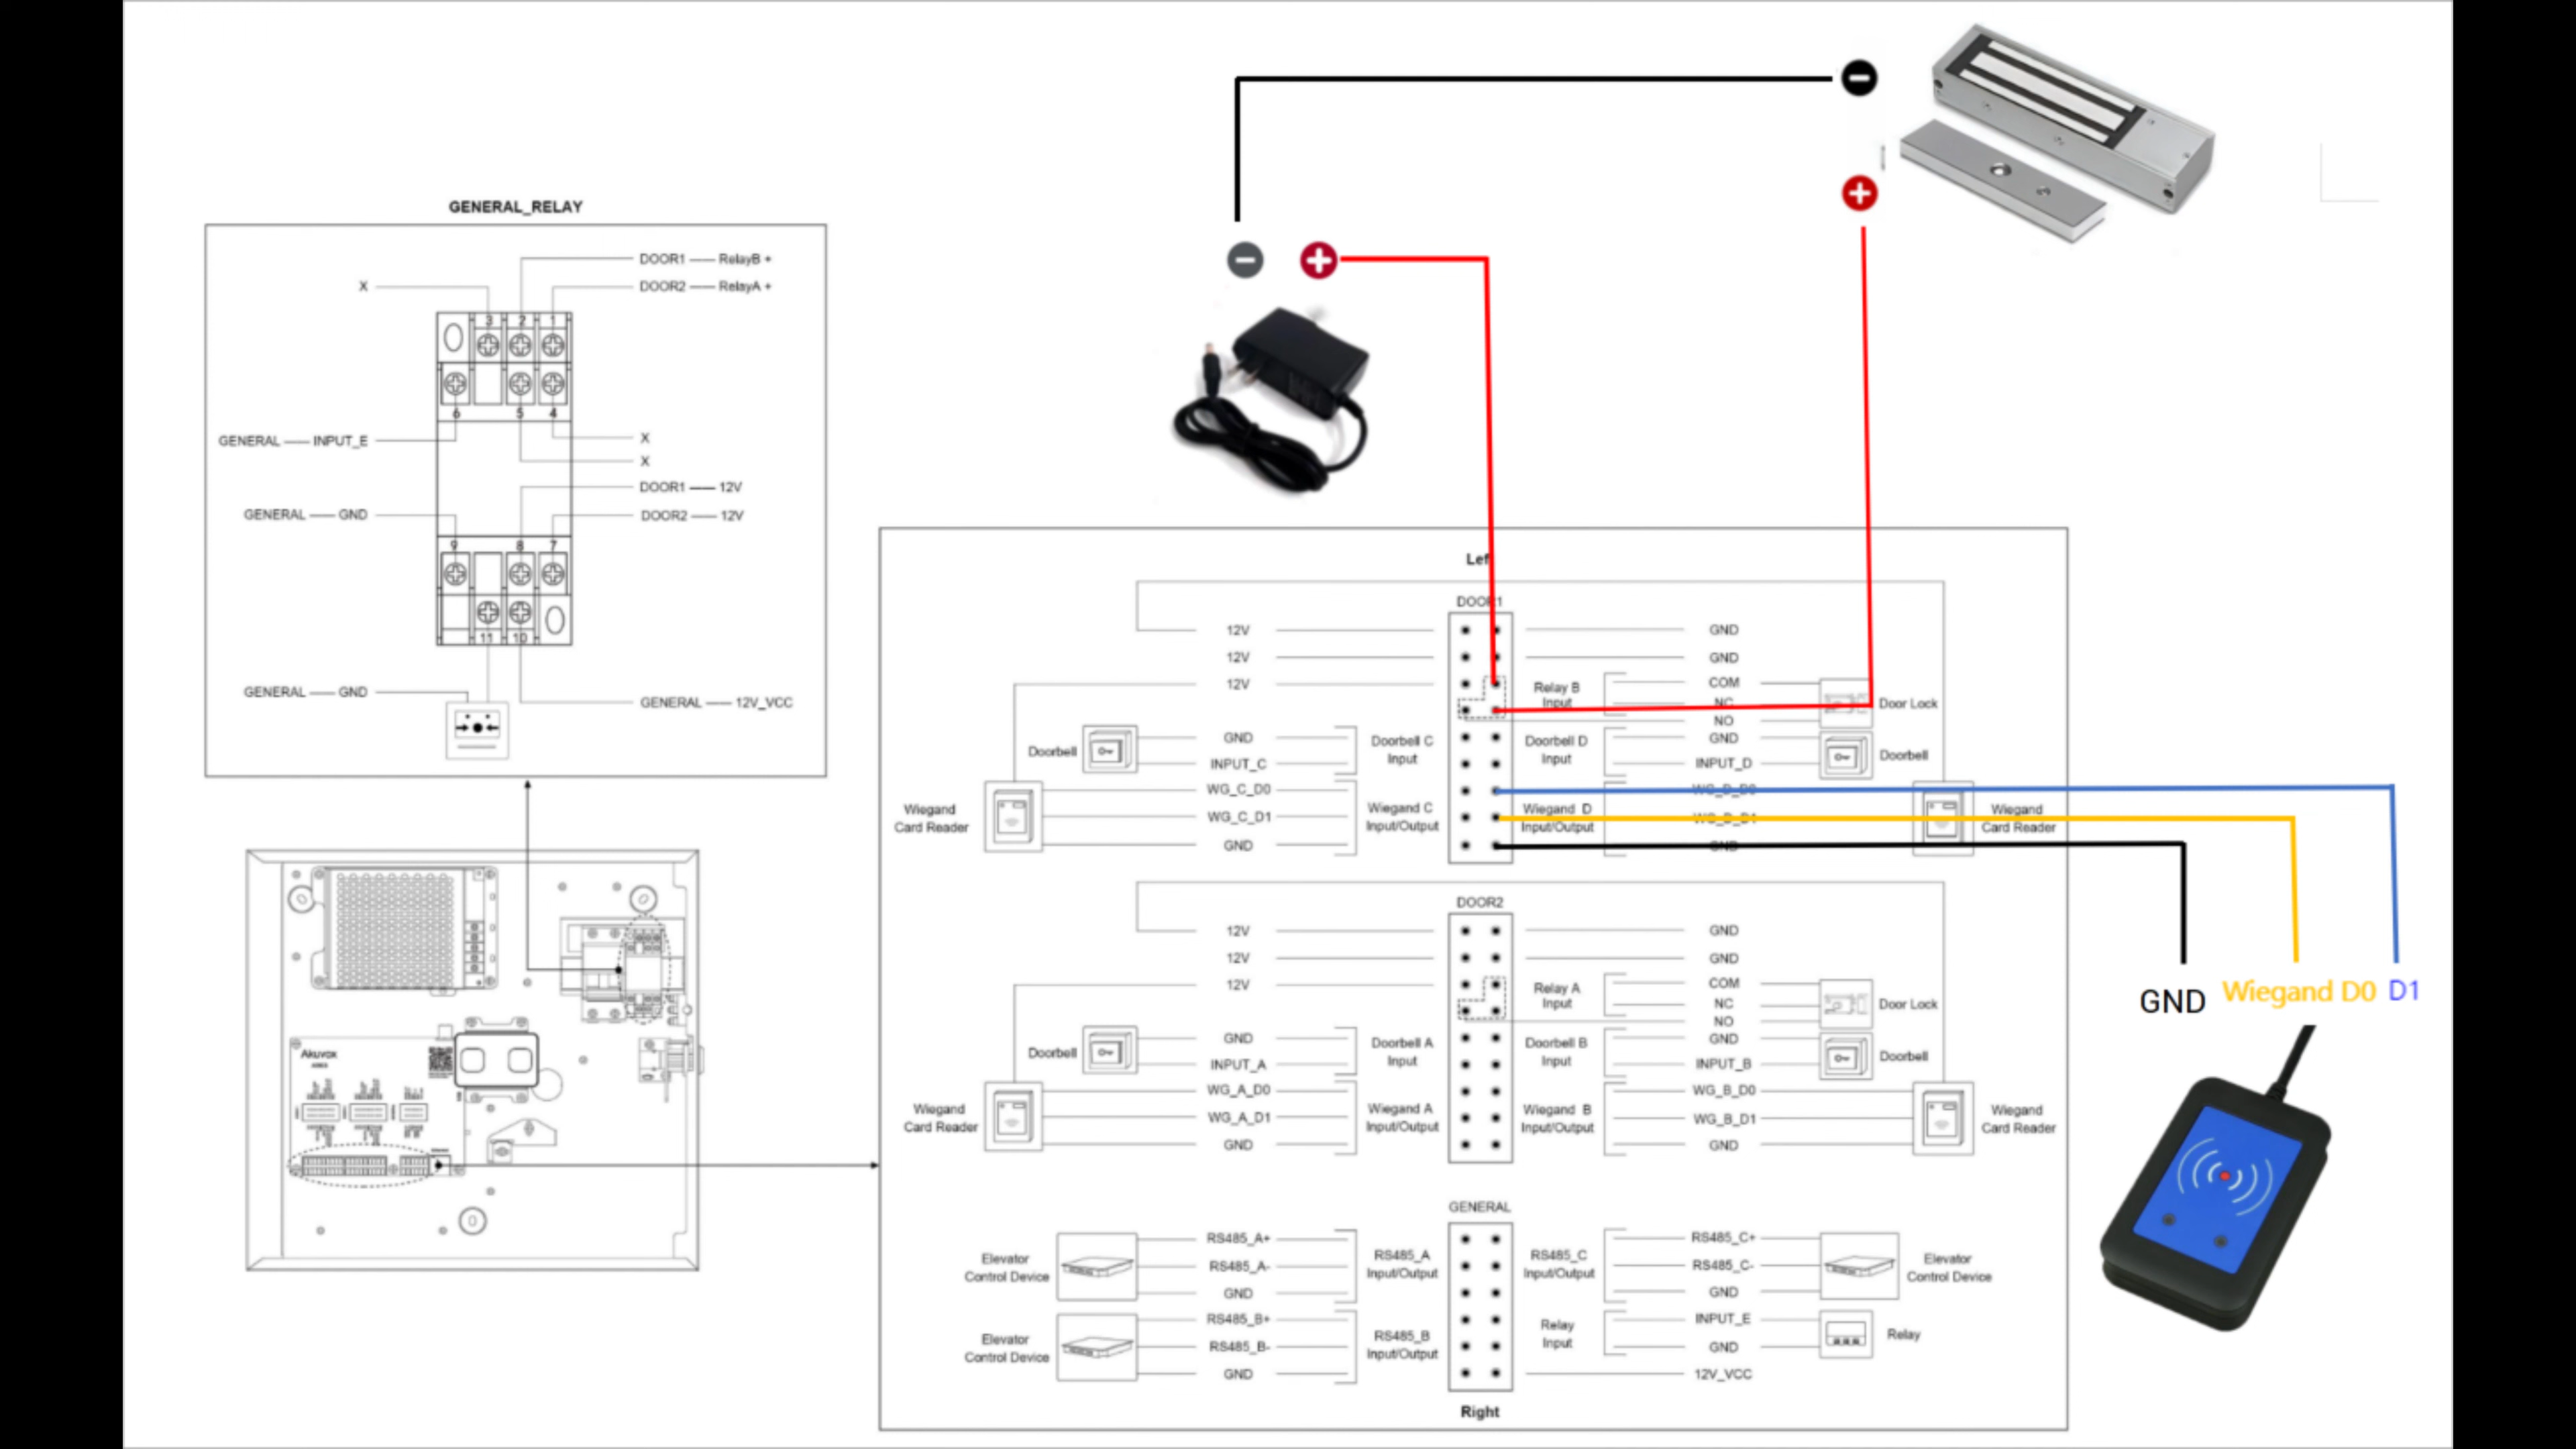 GENERAL_RELAY
DOOR1 —— RelayB +
X
DOOR2 —— RelayA +
3 2 1
6 5 4
GENERAL —— INPUT_E
X
X
DOOR1 —— 12V
GENERAL —— GND
DOOR2 —— 12V
9 8 7
11 10
GENERAL —— GND
GENERAL —— 12V_VCC
Akuvox
Left
DOOR1
12V
GND
12V
GND
12V
Relay B
Input
COM
NC
NO
Door Lock
Doorbell
GND
INPUT_C
Doorbell C
Input
Doorbell D
Input
GND
INPUT_D
Doorbell
Wiegand
Card Reader
WG_C_D0
WG_C_D1
GND
Wiegand C
Input/Output
Wiegand D
Input/Output
WG_D_D0
WG_D_D1
GND
Wiegand
Card Reader
DOOR2
12V
GND
12V
GND
12V
Relay A
Input
COM
NC
NO
Door Lock
Doorbell
GND
INPUT_A
Doorbell A
Input
Doorbell B
Input
GND
INPUT_B
Doorbell
Wiegand
Card Reader
WG_A_D0
WG_A_D1
GND
Wiegand A
Input/Output
Wiegand B
Input/Output
WG_B_D0
WG_B_D1
GND
Wiegand
Card Reader
GENERAL
Elevator
Control Device
RS485_A+
RS485_A-
GND
RS485_A
Input/Output
RS485_C
Input/Output
RS485_C+
RS485_C-
GND
Elevator
Control Device
Elevator
Control Device
RS485_B+
RS485_B-
GND
RS485_B
Input/Output
Relay
Input
INPUT_E
GND
12V_VCC
Relay
Right
GND Wiegand D0 D1